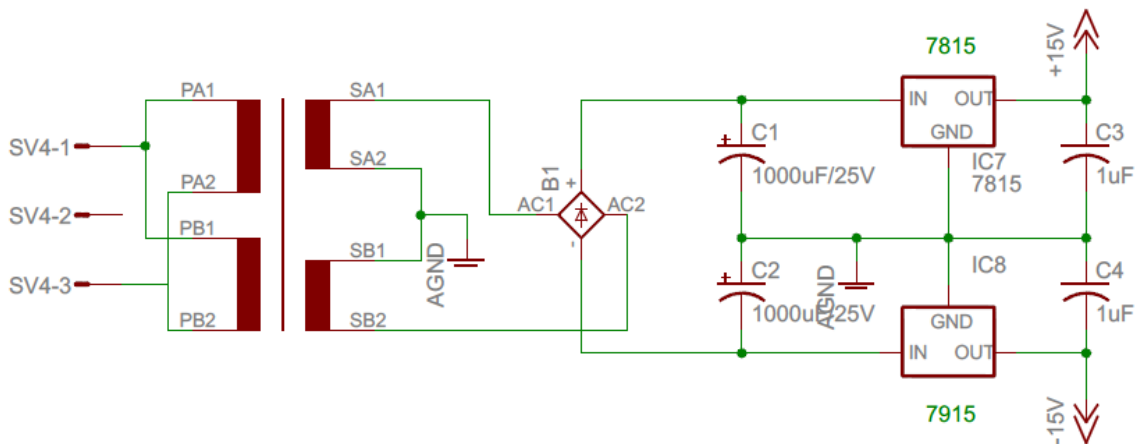 7815
+15V
PA1
SA1
IN
OUT
GND
C1
C3
SV4-1
SA2
B1
+
IC7
7815
1000uF/25V
1uF
PA2
AC1
AC2
SV4-2
-
PB1
SB1
AGND
IC8
C2
C4
SV4-3
1000uF/25V
AGND
1uF
PB2
SB2
GND
IN
OUT
7915
-15V